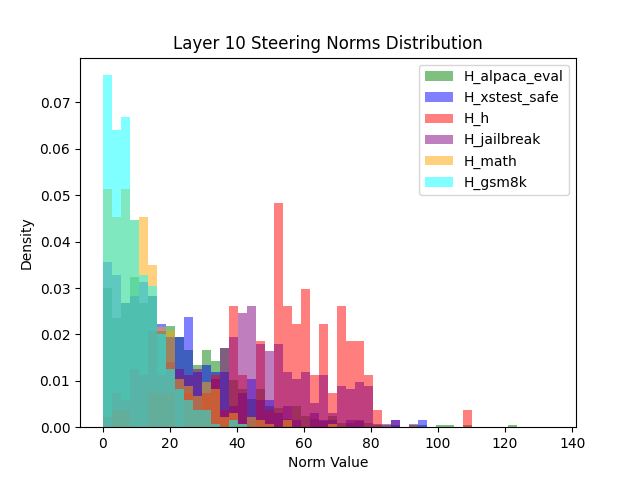 Layer 10 Steering Norms Distribution
H_alpaca_eval
H_xstest_safe
H_h
H_jailbreak
H_math
H_gsm8k
Density
0.07
0.06
0.05
0.04
0.03
0.02
0.01
0.00
0 20 40 60 80 100 120 140
Norm Value